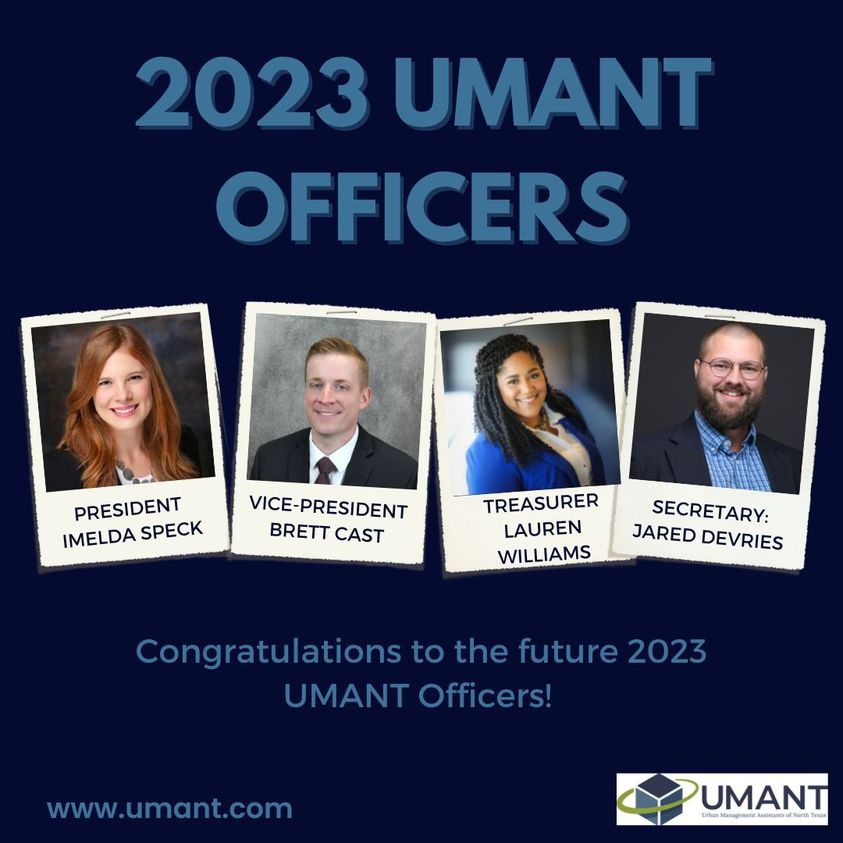 2023 UMANT
OFFICERS
PRESIDENT
IMELDA SPECK
VICE-PRESIDENT
BRETT CAST
TREASURER
LAUREN
WILLIAMS
SECRETARY:
JARED DEVRIES
Congratulations to the future 2023
UMANT Officers!
www.umant.com
UMANT
Urban Management Assistants of North Texas